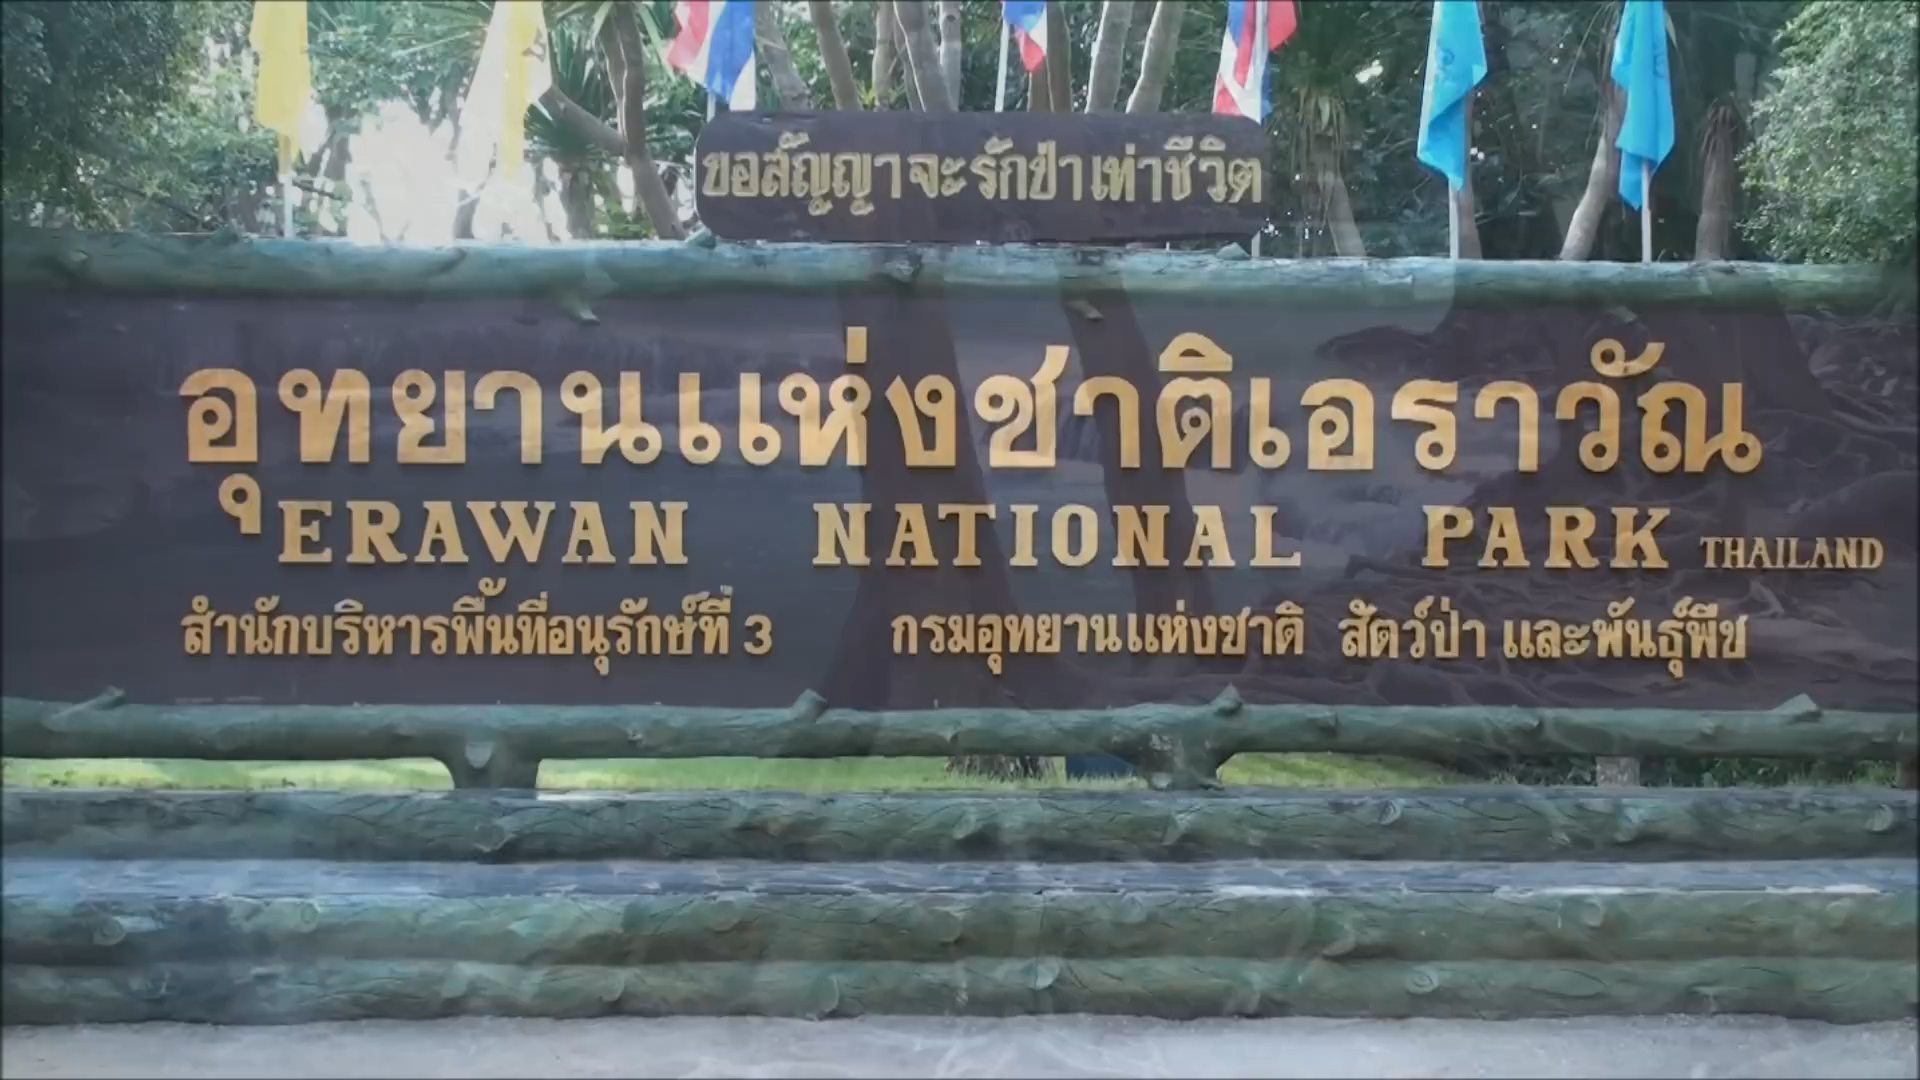 ขอสัญญาจะรักป่าเท่าชีวิต
อุทยานแห่งชาติเอราวัณ
ERAWAN NATIONAL PARK THAILAND
สำนักบริหารพื้นที่อนุรักษ์ที่ 3 กรมอุทยานแห่งชาติ สัตว์ป่า และพันธุ์พืช